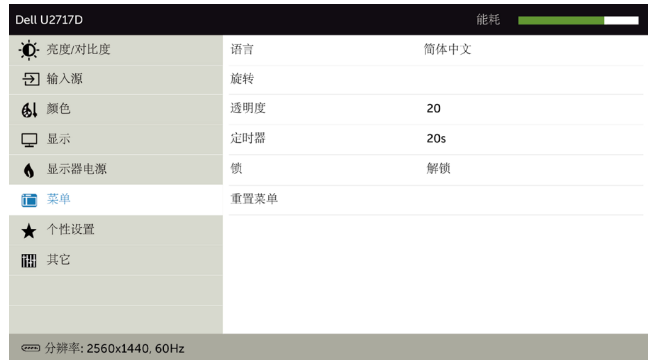 Dell U2717D 能耗
亮度/对比度 语言 简体中文
输入源 旋转
颜色 透明度 20
显示 定时器 20s
显示器电源 锁 解锁
菜单 重置菜单
个性设置
其它
分辨率: 2560x1440, 60Hz